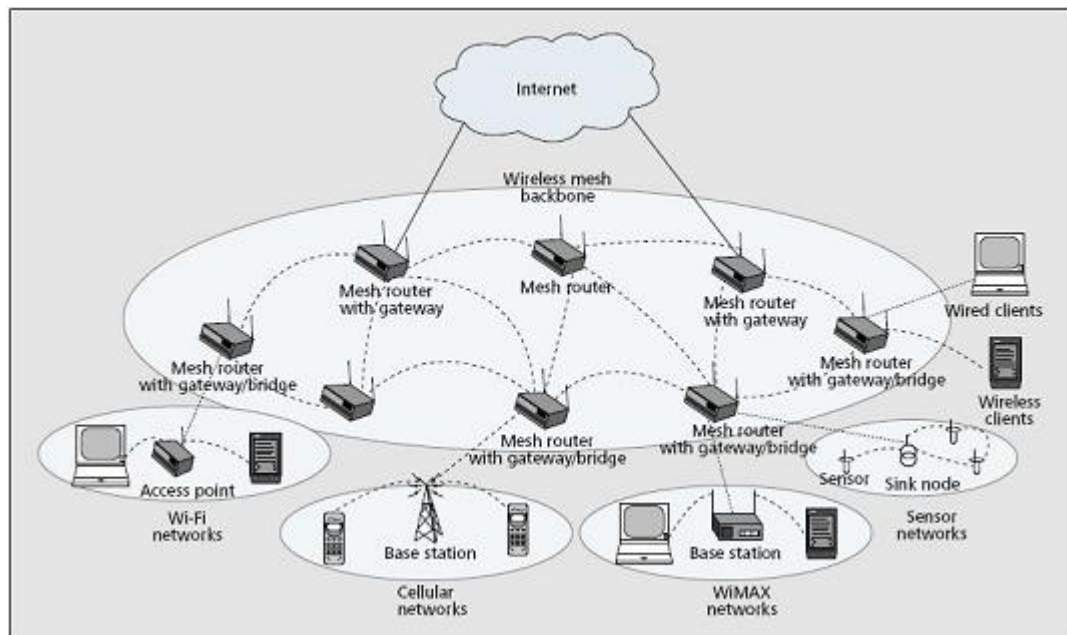 Internet
Wireless mesh
backbone
Mesh router
with gateway
Mesh router
Mesh router
with gateway
Wired clients
Mesh router
with gateway/bridge
Mesh router
with gateway/bridge
Wireless
clients
Mesh router
with gateway/bridge
Mesh router
with gateway/bridge
Access point
Wi-Fi
networks
Base station
Cellular
networks
Base station
WiMAX
networks
Sensor
Sink node
Sensor
networks